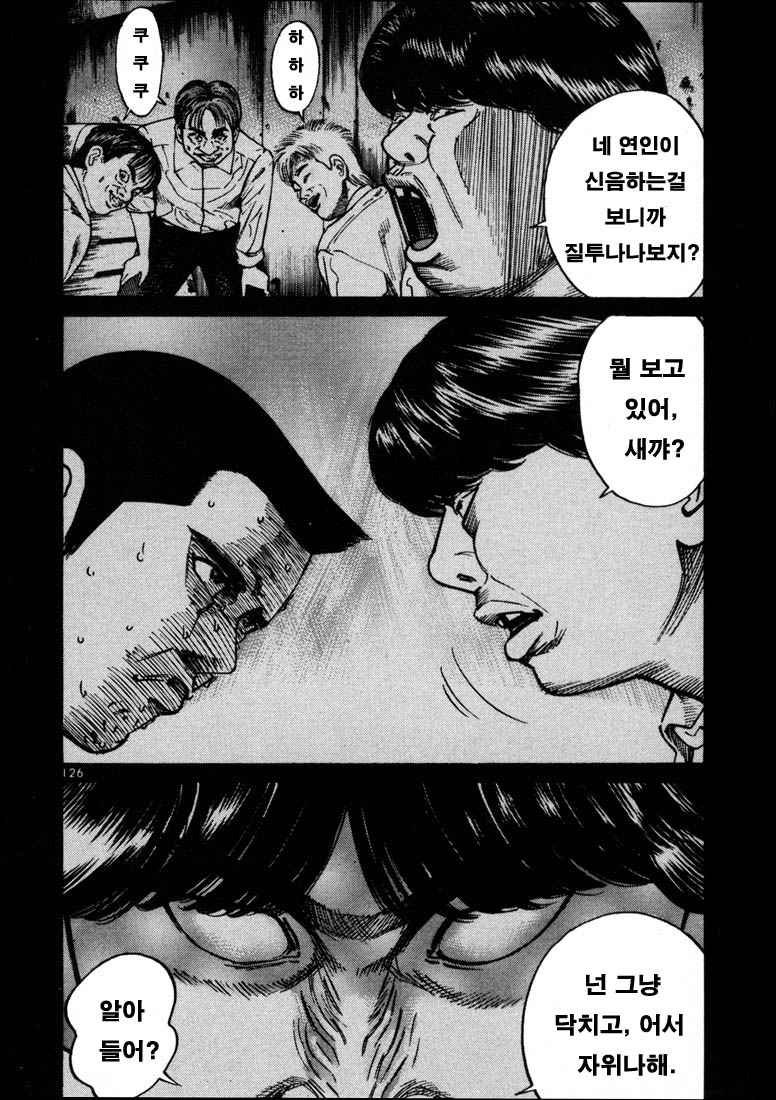 쿠
쿠
쿠
하
하
하
네 연인이
신음하는걸
보니까
질투나나보지?
뭘 보고
있어,
새꺄?
126
알아
들어?
넌 그냥
닥치고, 어서
자위나해.